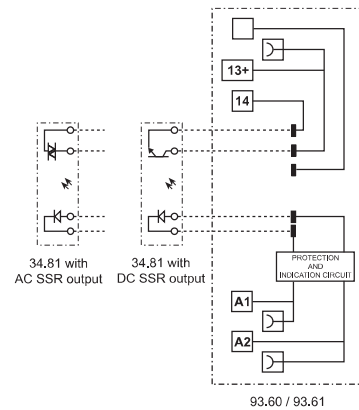 13+
14
34.81 with
AC SSR output
34.81 with
DC SSR output
PROTECTION
AND
INDICATION CIRCUIT
A1
A2
93.60 / 93.61